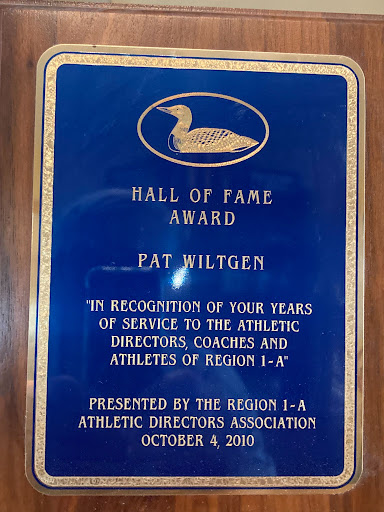 HALL OF FAME
AWARD
PAT WILTGEN
"IN RECOGNITION OF YOUR YEARS
OF SERVICE TO THE ATHLETIC
DIRECTORS, COACHES AND
ATHLETES OF REGION 1-A"
PRESENTED BY THE REGION 1-A
ATHLETIC DIRECTORS ASSOCIATION
OCTOBER 4, 2010